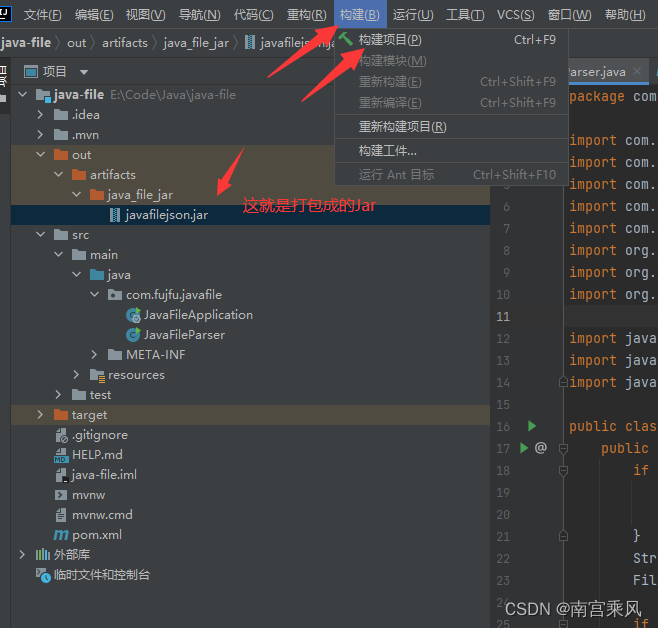 文件(F) 编辑(E) 视图(V) 导航(N) 代码(C) 重构(R) 构建(B) 运行(U) 工具(T) VCS(S) 窗口(W) 帮助(H)
java-file out artifacts java_file_jar javafilejson.ja
构建项目(P) Ctrl+F9
构建模块(M)
重新构建(E) Ctrl+Shift+F9
重新编译(E) Ctrl+Shift+F9
重新构建项目(R)
构建工件...
运行 Ant 目标 Ctrl+Shift+F10
项目
java-file E:\Code\Java\java-file
.idea
.mvn
out
artifacts
java_file_jar
javafilejson.jar
这就是打包成的Jar
src
main
java
com.fujfu.javafile
JavaFileApplication
JavaFileParser
META-INF
resources
test
target
.gitignore
HELP.md
java-file.iml
mvnw
mvnw.cmd
pom.xml
外部库
临时文件和控制台
Parser.java
package com
import com.
import com.
import com.
6 import com.
7 import com.
8 import org.
9 import org.
10 import org.
11
12 import java
13 import java
14 import java
15
16 public clas
17 @ public
18 if
19
20
21 }
22 Str
23 Fil
24
25 if
CSDN @南宫乘风